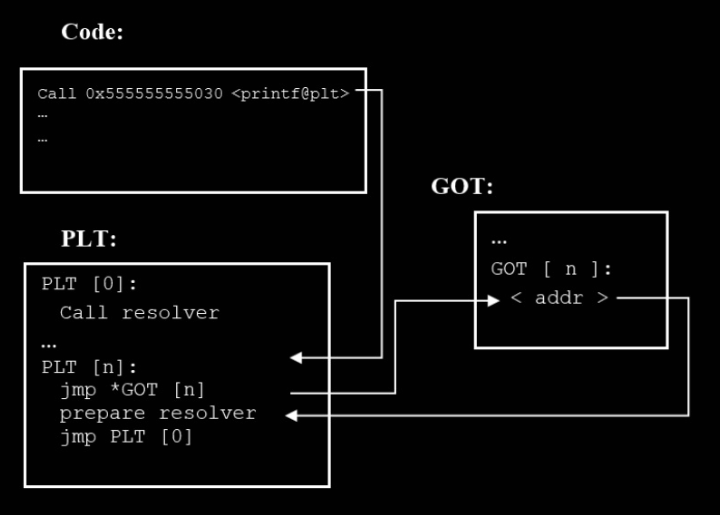 Code:
Call 0x555555555030 <printf@plt>
…
…
PLT:
PLT [0]:
Call resolver
...
PLT [n]:
jmp *GOT [n]
prepare resolver
jmp PLT [0]
GOT:
...
GOT [ n ]:
< addr >